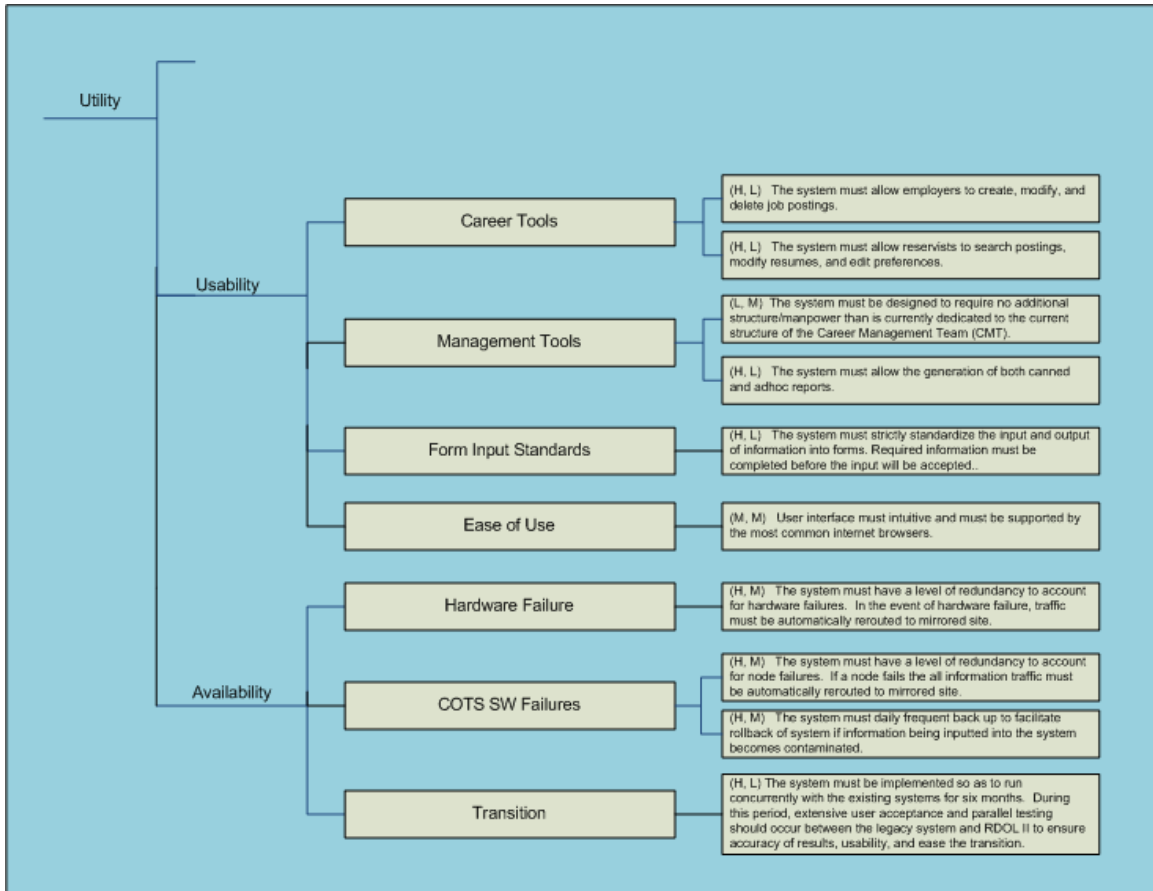 Utility
(H, L) The system must allow employers to create, modify, and
delete job postings.
Career Tools
(H, L) The system must allow reservists to search postings,
modify resumes, and edit preferences.
Usability
(L, M) The system must be designed to require no additional
structure/manpower than is currently dedicated to the current
structure of the Career Management Team (CMT).
Management Tools
(H, L) The system must allow the generation of both canned
and adhoc reports.
Form Input Standards
(H, L) The system must strictly standardize the input and output
of information into forms. Required information must be
completed before the input will be accepted..
Ease of Use
(M, M) User interface must intuitive and must be supported by
the most common internet browsers.
Hardware Failure
(H, M) The system must have a level of redundancy to account
for hardware failures. In the event of hardware failure, traffic
must be automatically rerouted to mirrored site.
Availability
(H, M) The system must have a level of redundancy to account
for node failures. If a node fails the all information traffic must
be automatically rerouted to mirrored site.
COTS SW Failures
(H, M) The system must daily frequent back up to facilitate
rollback of system if information being inputted into the system
becomes contaminated.
Transition
(H, L) The system must be implemented so as to run
concurrently with the existing systems for six months. During
this period, extensive user acceptance and parallel testing
should occur between the legacy system and RDOL II to ensure
accuracy of results, usability, and ease the transition.